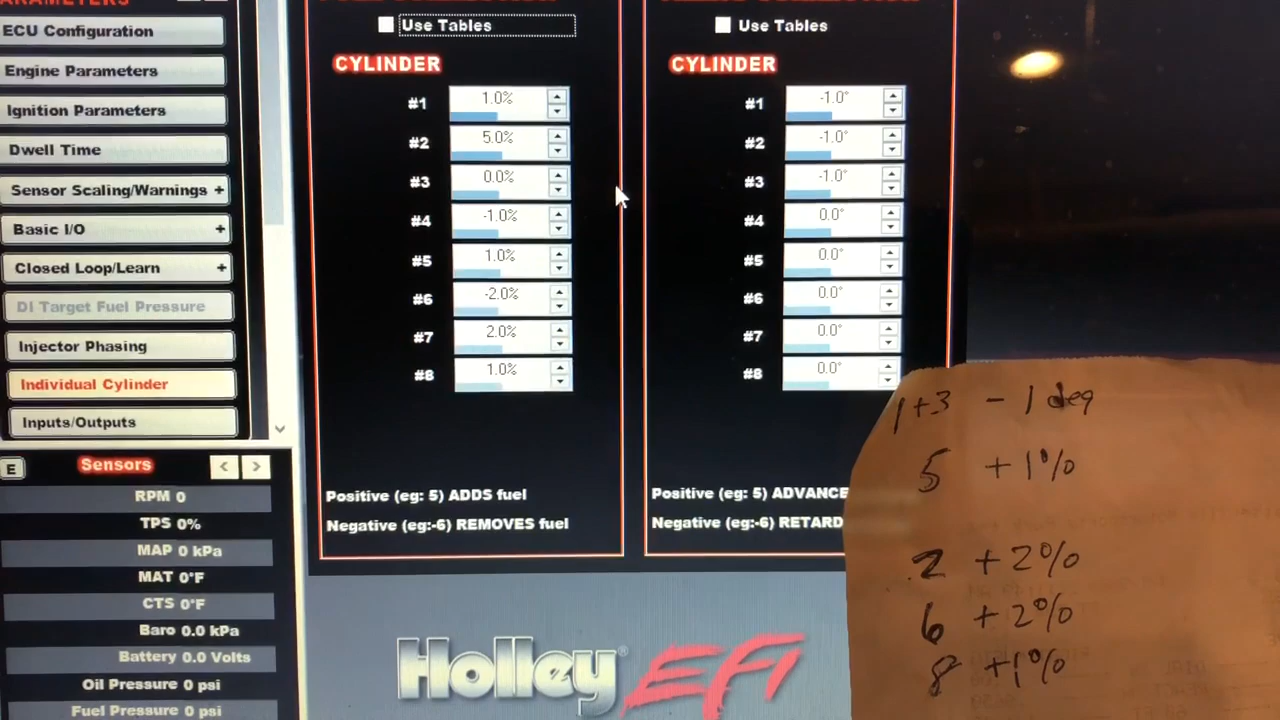 ECU Configuration
Engine Parameters
Ignition Parameters
Dwell Time
Sensor Scaling/Warnings +
Basic I/O +
Closed Loop/Learn +
DI Target Fuel Pressure
Injector Phasing
Individual Cylinder
Inputs/Outputs
E Sensors < >
RPM 0
TPS 0%
MAP 0 kPa
MAT 0°F
CTS 0°F
Baro 0.0 kPa
Battery 0.0 Volts
Oil Pressure 0 psi
Fuel Pressure 0 psi
Use Tables
CYLINDER
#1 1.0%
#2 5.0%
#3 0.0%
#4 -1.0%
#5 1.0%
#6 -2.0%
#7 2.0%
#8 1.0%
Positive (eg: 5) ADDS fuel
Negative (eg:-6) REMOVES fuel
Use Tables
CYLINDER
#1 -1.0°
#2 -1.0°
#3 -1.0°
#4 0.0°
#5 0.0°
#6 0.0°
#7 0.0°
#8 0.0°
Positive (eg: 5) ADVANCE
Negative (eg:-6) RETARD
Holley® EFI
1+3 - 1 deg
5 +1%
2 +2%
6 +2%
8 +1%